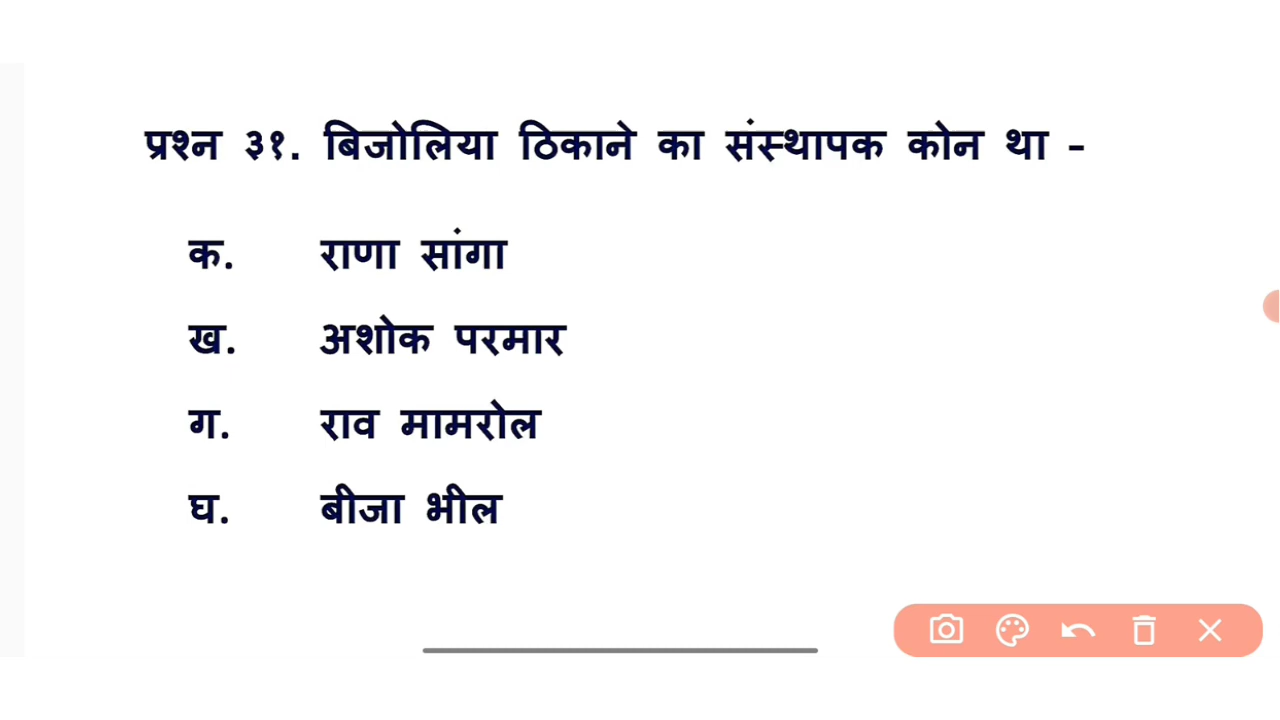 प्रश्न ३१. बिजोलिया ठिकाने का संस्थापक कोन था -
क. राणा सांगा
ख. अशोक परमार
ग. राव मामरोल
घ. बीजा भील